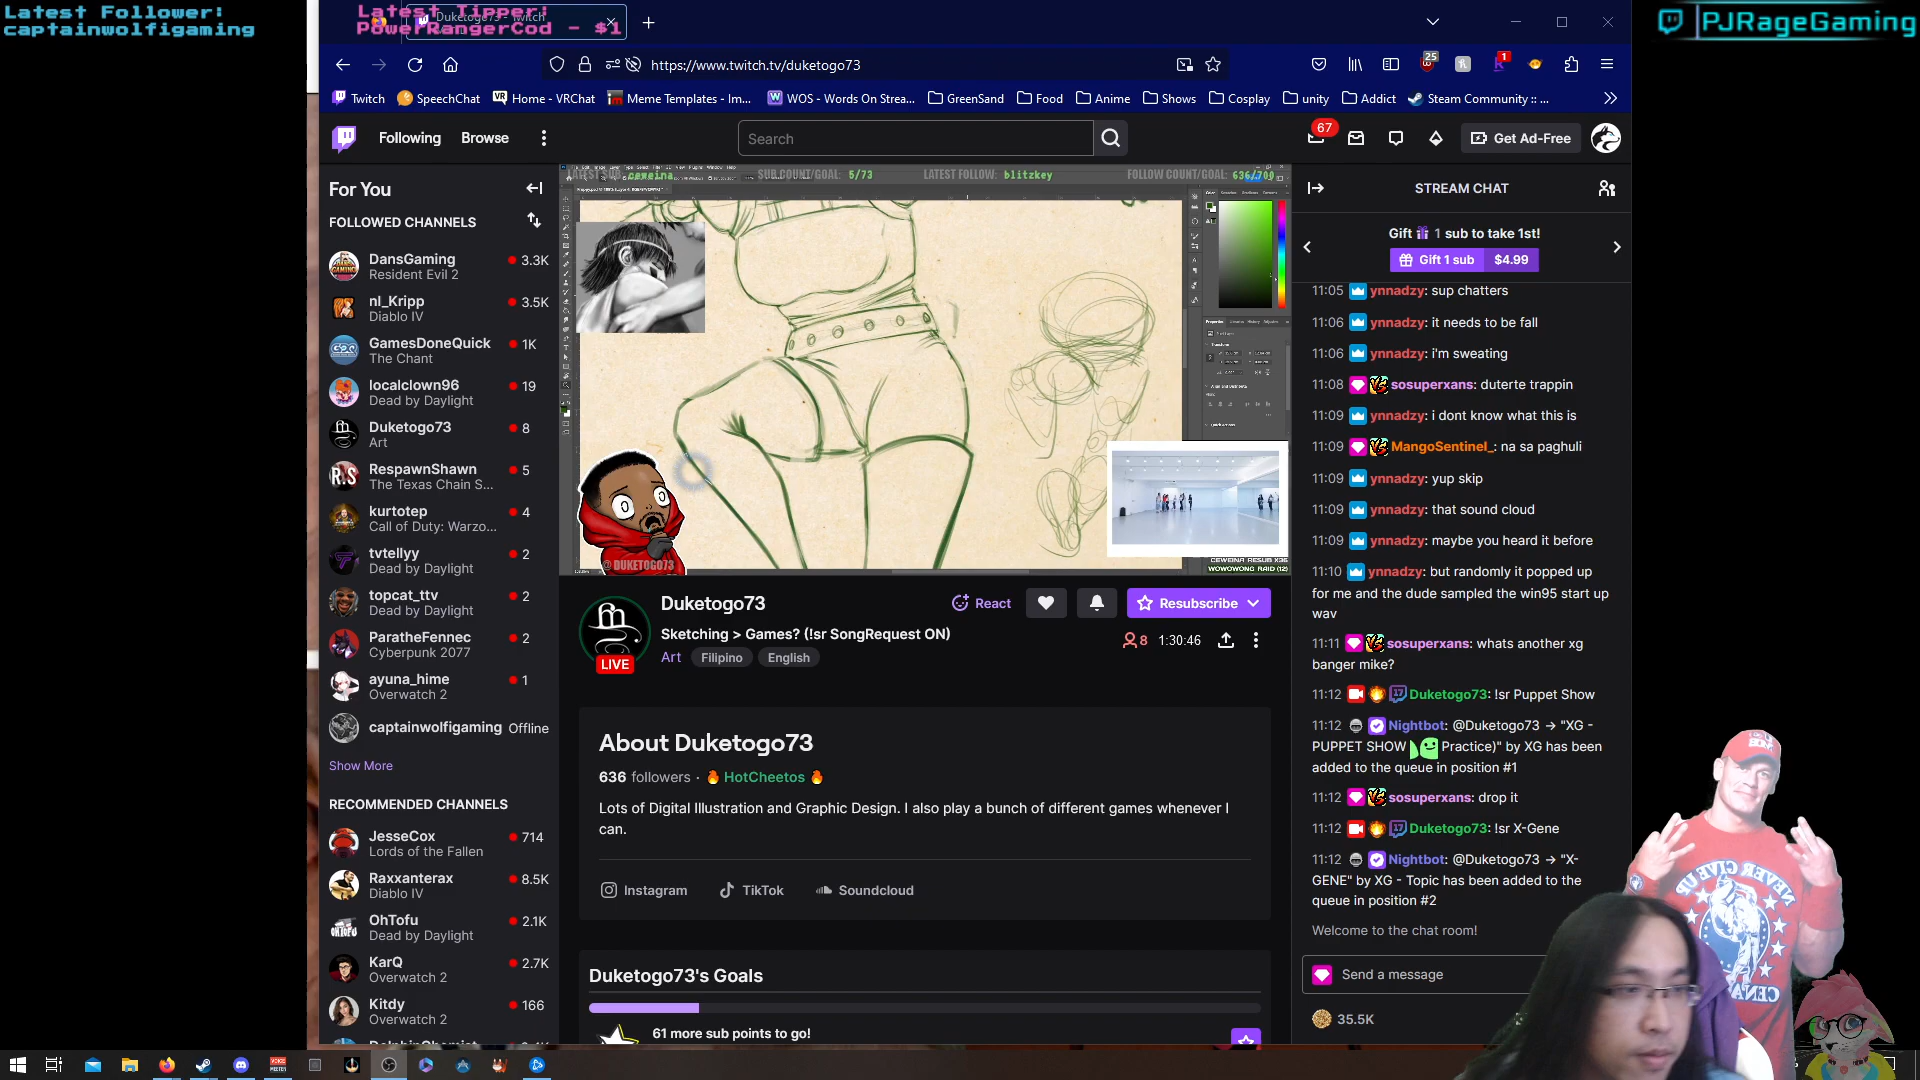 Latest Follower:
captainwolfigaming
Latest Tipper:
PowerRangerCod - $1
Duketogo73 - Twitch
PJRageGaming
https://www.twitch.tv/duketogo73
25
1
Twitch
SpeechChat
Home - VRChat
Meme Templates - Im...
WOS - Words On Strea...
GreenSand
Food
Anime
Shows
Cosplay
unity
Addict
Steam Community :: ...
Following
Browse
Search
67
Get Ad-Free
For You
FOLLOWED CHANNELS
DansGaming
3.3K
Resident Evil 2
nl_Kripp
3.5K
Diablo IV
GamesDoneQuick
1K
The Chant
localclown96
19
Dead by Daylight
Duketogo73
8
Art
RespawnShawn
5
The Texas Chain S...
kurtotep
4
Call of Duty: Warzo...
tvtellyy
2
Dead by Daylight
topcat_ttv
2
Dead by Daylight
ParatheFennec
2
Cyberpunk 2077
ayuna_hime
1
Overwatch 2
captainwolfigaming
Offline
Show More
RECOMMENDED CHANNELS
JesseCox
714
Lords of the Fallen
Raxxanterax
8.5K
Diablo IV
OhTofu
2.1K
Dead by Daylight
KarQ
2.7K
Overwatch 2
Kitdy
166
Overwatch 2
LATEST SUB: ceweina
SUB COUNT/GOAL: 5/73
LATEST FOLLOW: blitzkey
FOLLOW COUNT/GOAL: 636/700
@DUKETOGO73
CEWEINA RESUB X36
WOWOWONG RAID (12)
LIVE
Duketogo73
React
Resubscribe
Sketching > Games? (!sr SongRequest ON)
8
1:30:46
Art
Filipino
English
About Duketogo73
636 followers · 🔥 HotCheetos 🔥
Lots of Digital Illustration and Graphic Design. I also play a bunch of different games whenever I
can.
Instagram
TikTok
Soundcloud
Duketogo73's Goals
61 more sub points to go!
STREAM CHAT
Gift 1 sub to take 1st!
Gift 1 sub
$4.99
11:05 ynnadzy: sup chatters
11:06 ynnadzy: it needs to be fall
11:06 ynnadzy: i'm sweating
11:08 sosuperxans: duterte trappin
11:09 ynnadzy: i dont know what this is
11:09 MangoSentinel_: na sa paghuli
11:09 ynnadzy: yup skip
11:09 ynnadzy: that sound cloud
11:09 ynnadzy: maybe you heard it before
11:10 ynnadzy: but randomly it popped up
for me and the dude sampled the win95 start up
wav
11:11 sosuperxans: whats another xg
banger mike?
11:12 Duketogo73: !sr Puppet Show
11:12 Nightbot: @Duketogo73 -> "XG -
PUPPET SHOW Practice)" by XG has been
added to the queue in position #1
11:12 sosuperxans: drop it
11:12 Duketogo73: !sr X-Gene
11:12 Nightbot: @Duketogo73 -> "X-
GENE" by XG - Topic has been added to the
queue in position #2
Welcome to the chat room!
Send a message
35.5K
NEVER GIVE UP
CENA